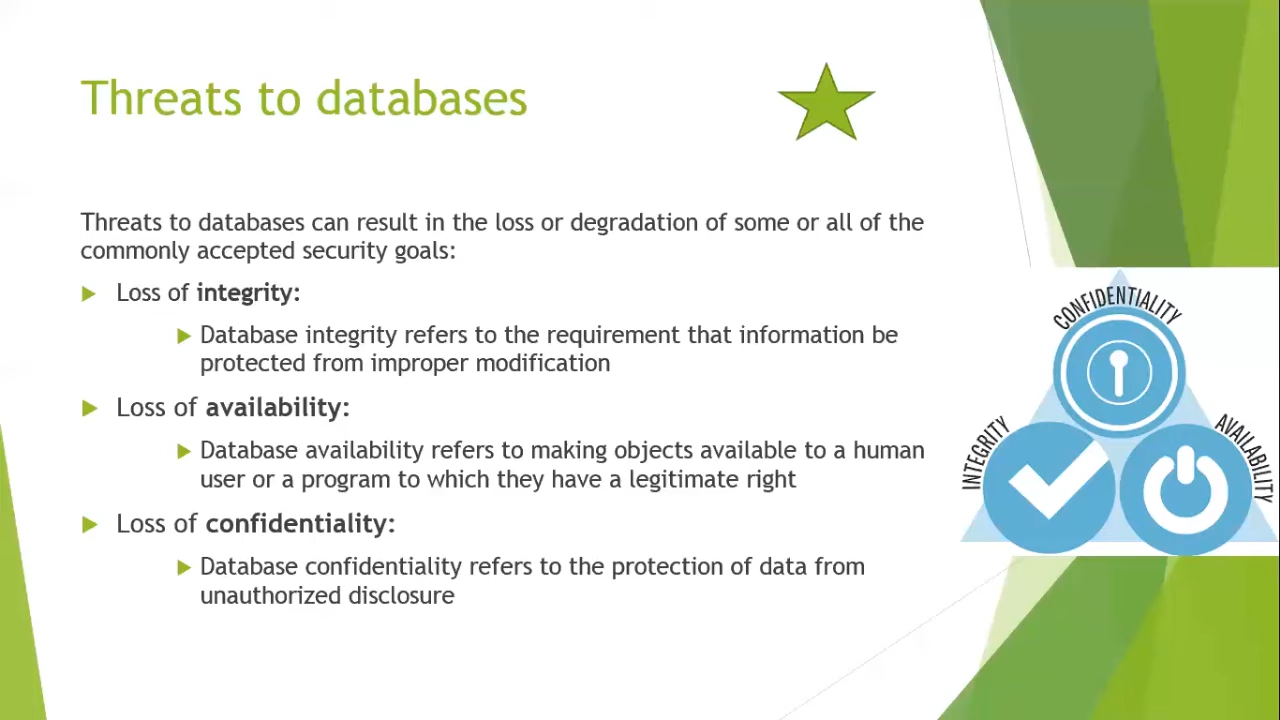 Threats to databases
Threats to databases can result in the loss or degradation of some or all of the
commonly accepted security goals:
Loss of integrity:
Database integrity refers to the requirement that information be
protected from improper modification
Loss of availability:
Database availability refers to making objects available to a human
user or a program to which they have a legitimate right
Loss of confidentiality:
Database confidentiality refers to the protection of data from
unauthorized disclosure
CONFIDENTIALITY
INTEGRITY
AVAILABILITY